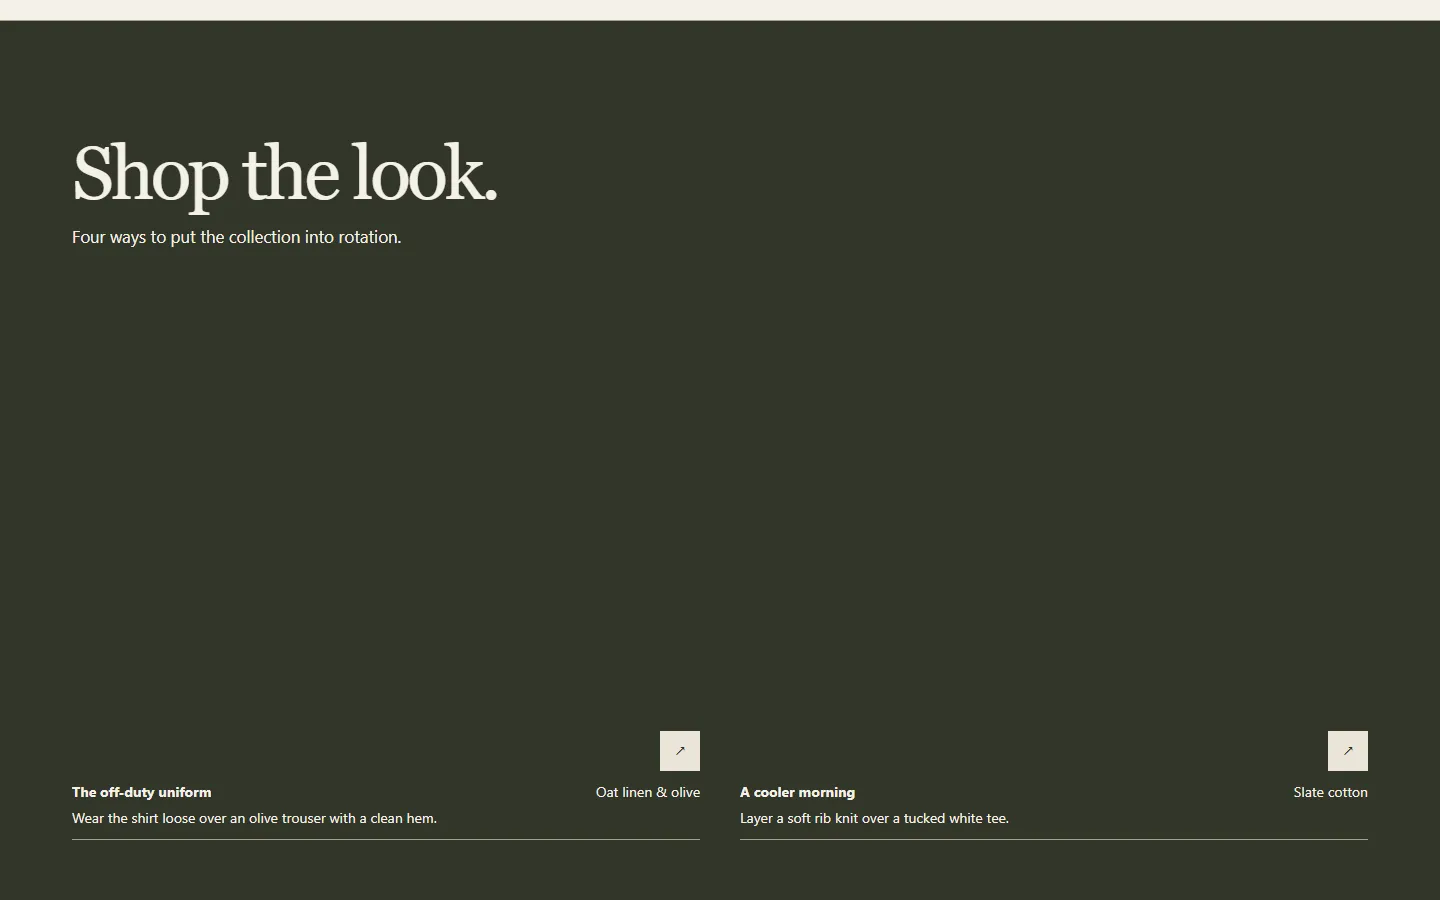 Shop the look.
Four ways to put the collection into rotation.
↗
↗
The off-duty uniform
Oat linen & olive
Wear the shirt loose over an olive trouser with a clean hem.
A cooler morning
Slate cotton
Layer a soft rib knit over a tucked white tee.